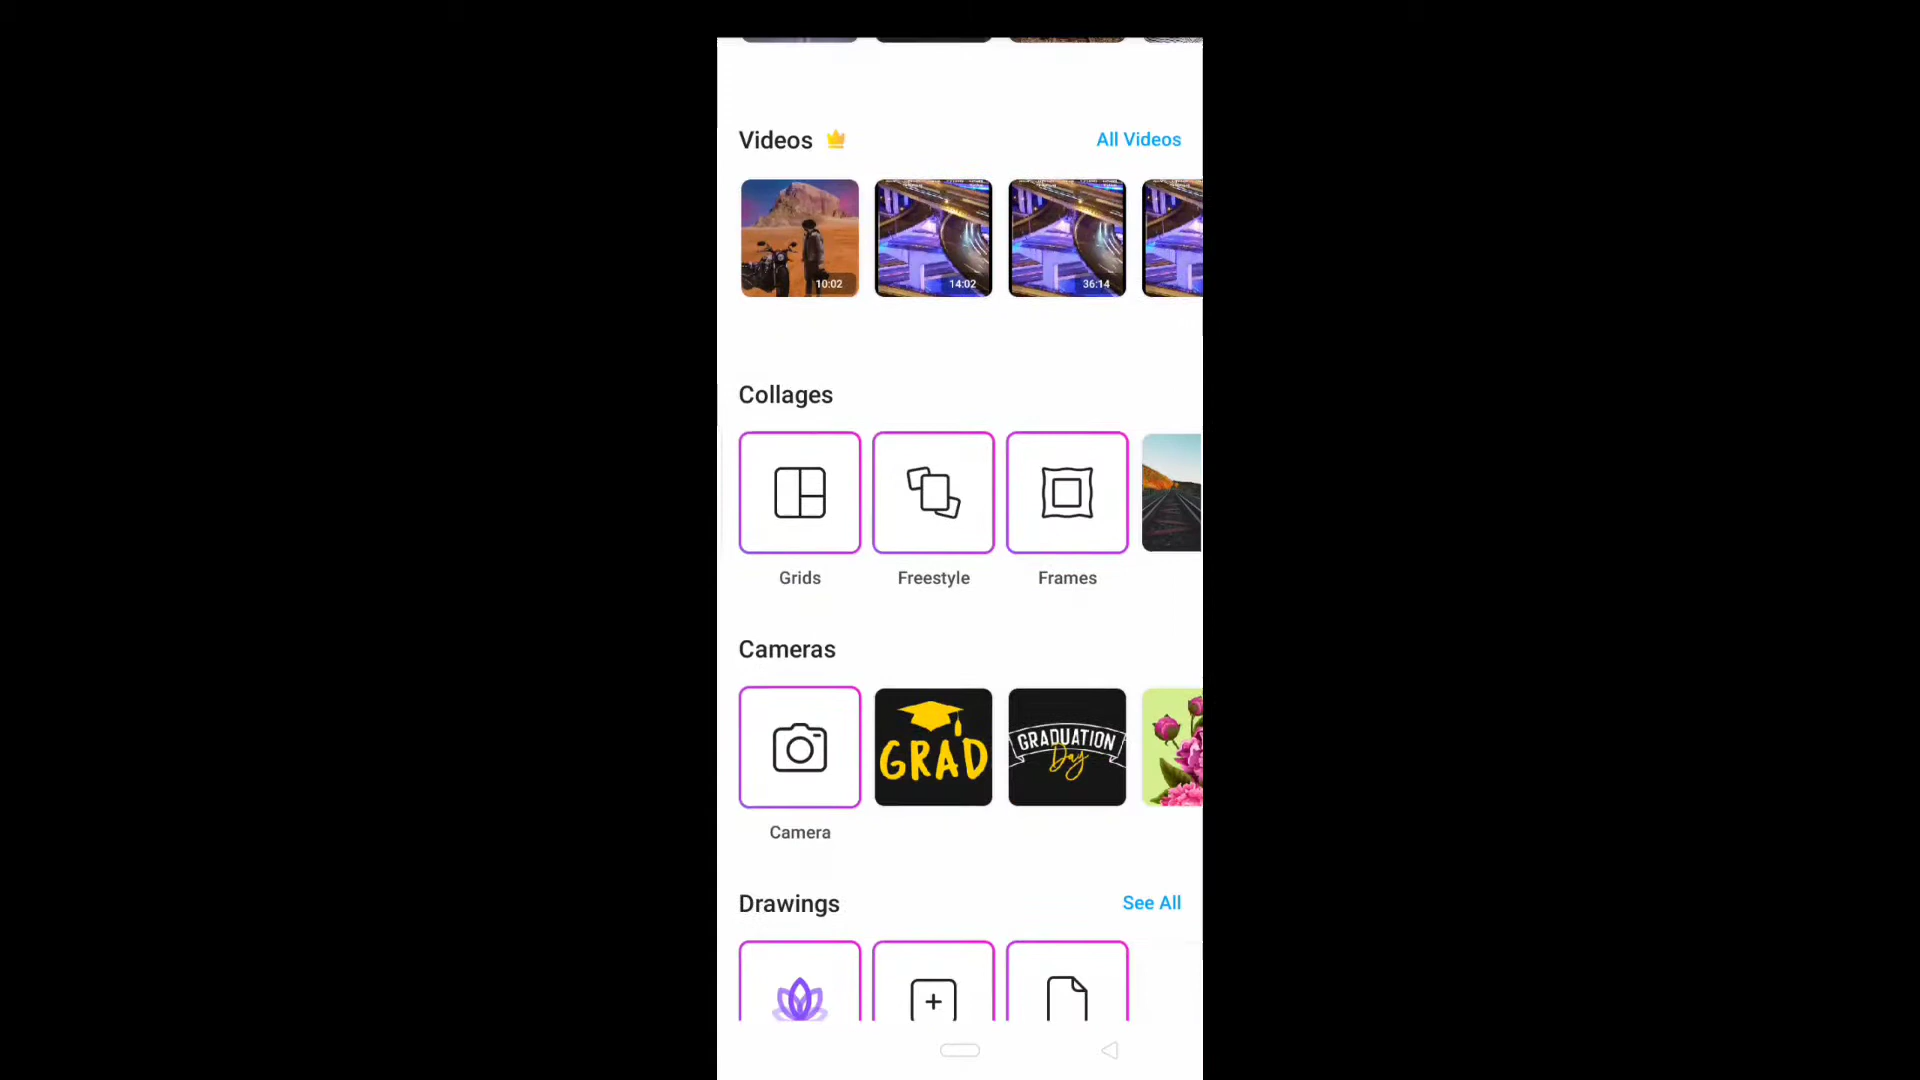 Videos
All Videos
10:02
14:02
36:14
Collages
Grids
Freestyle
Frames
Cameras
GRAD
GRADUATION
Day
Camera
Drawings
See All